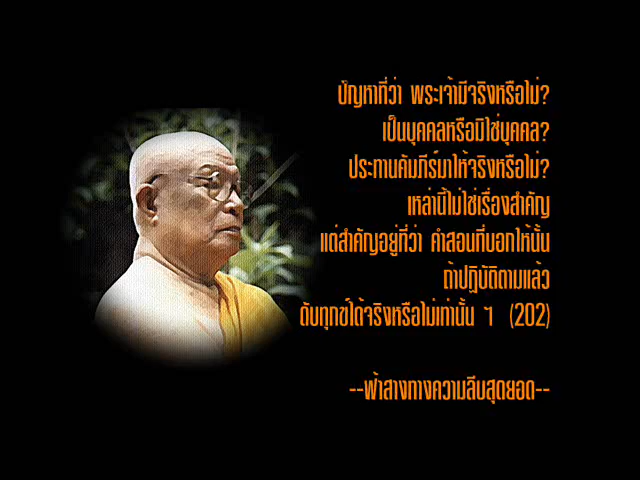 ปัญหาที่ว่า พระเจ้ามีจริงหรือไม่?
เป็นบุคคลหรือมิใช่บุคคล?
ประทานคัมภีร์มาให้จริงหรือไม่?
เหล่านี้ไม่ใช่เรื่องสำคัญ
แต่สำคัญอยู่ที่ว่า คำสอนที่บอกให้นั้น
ถ้าปฏิบัติตามแล้ว
ดับทุกข์ได้จริงหรือไม่เท่านั้น ฯ (202)
--ฟ้าสางทางความลับสุดยอด--